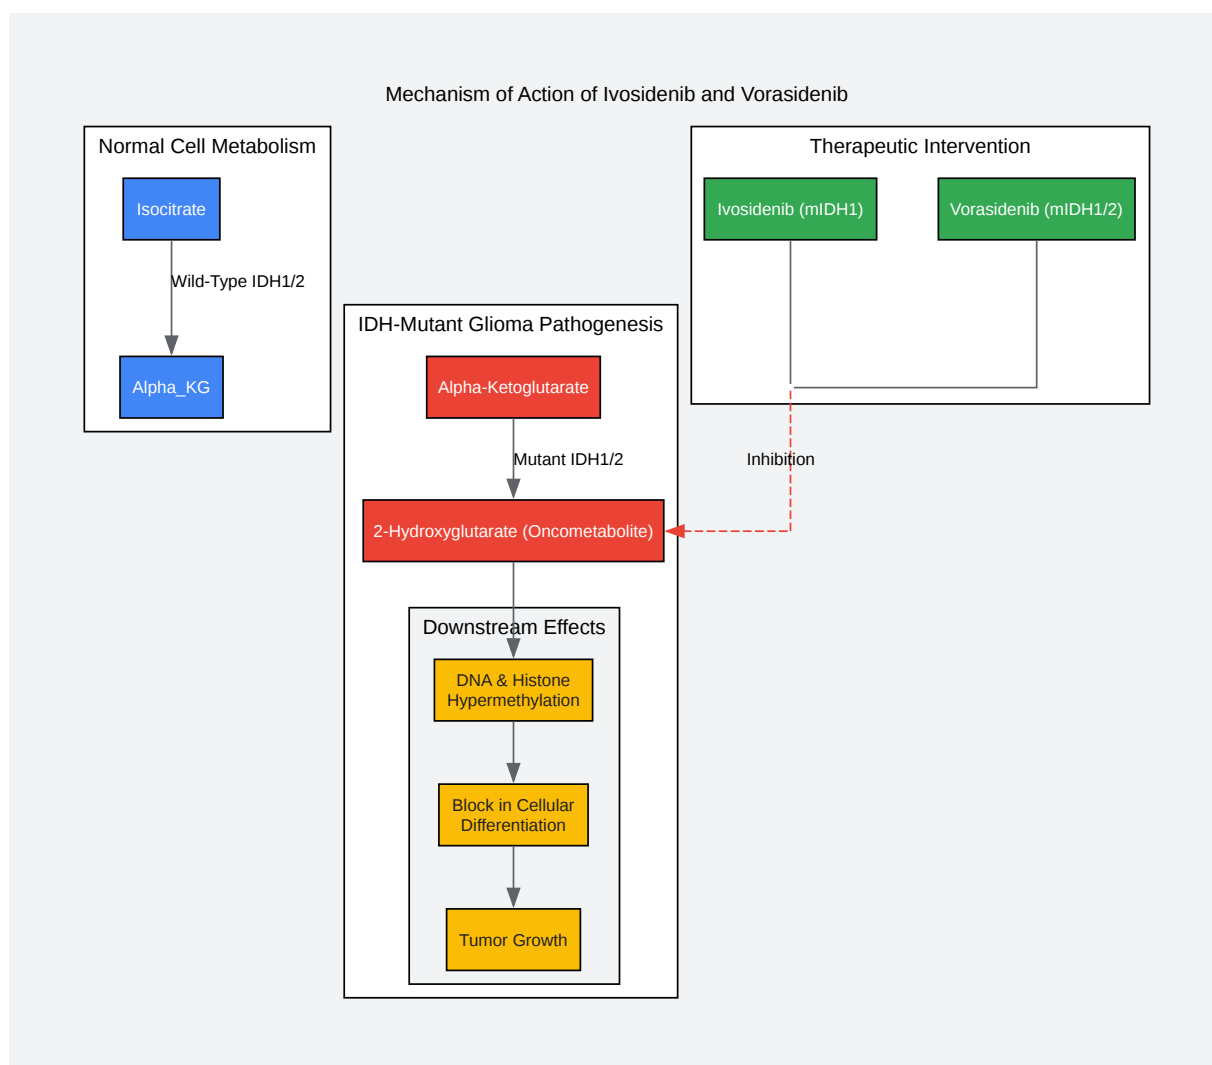 Mechanism of Action of Ivosidenib and Vorasidenib
Normal Cell Metabolism
Isocitrate
Wild-Type IDH1/2
Alpha_KG
IDH-Mutant Glioma Pathogenesis
Alpha-Ketoglutarate
Mutant IDH1/2
2-Hydroxyglutarate (Oncometabolite)
Downstream Effects
DNA & Histone
Hypermethylation
Block in Cellular
Differentiation
Tumor Growth
Therapeutic Intervention
Ivosidenib (mIDH1)
Vorasidenib (mIDH1/2)
Inhibition